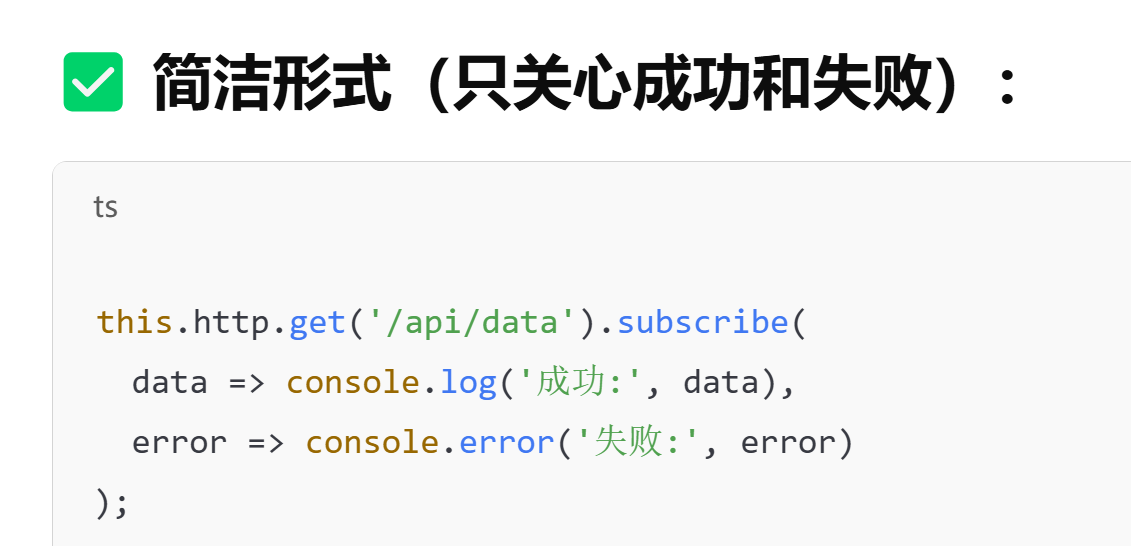 ✅ 简洁形式（只关心成功和失败）：
ts
this.http.get('/api/data').subscribe(
  data => console.log('成功:', data),
  error => console.error('失败:', error)
);